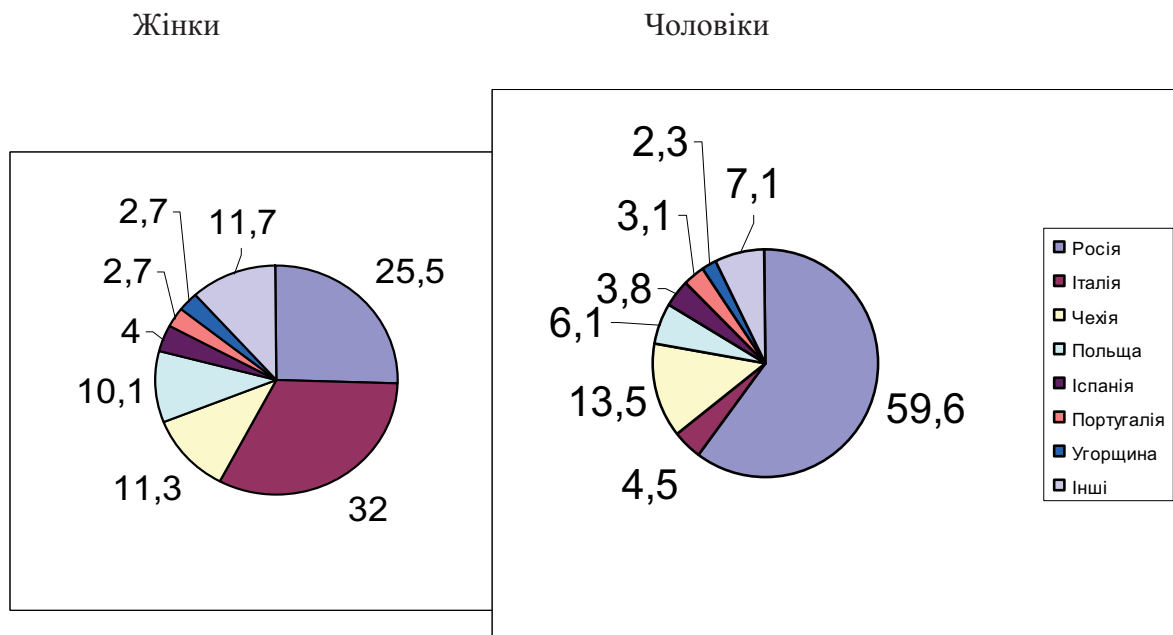 Жінки
Чоловіки
2,7
11,7
25,5
2,7
4
10,1
11,3
32
2,3
7,1
3,1
3,8
6,1
13,5
59,6
4,5
Росія
Італія
Чехія
Польща
Іспанія
Португалія
Угорщина
Інші